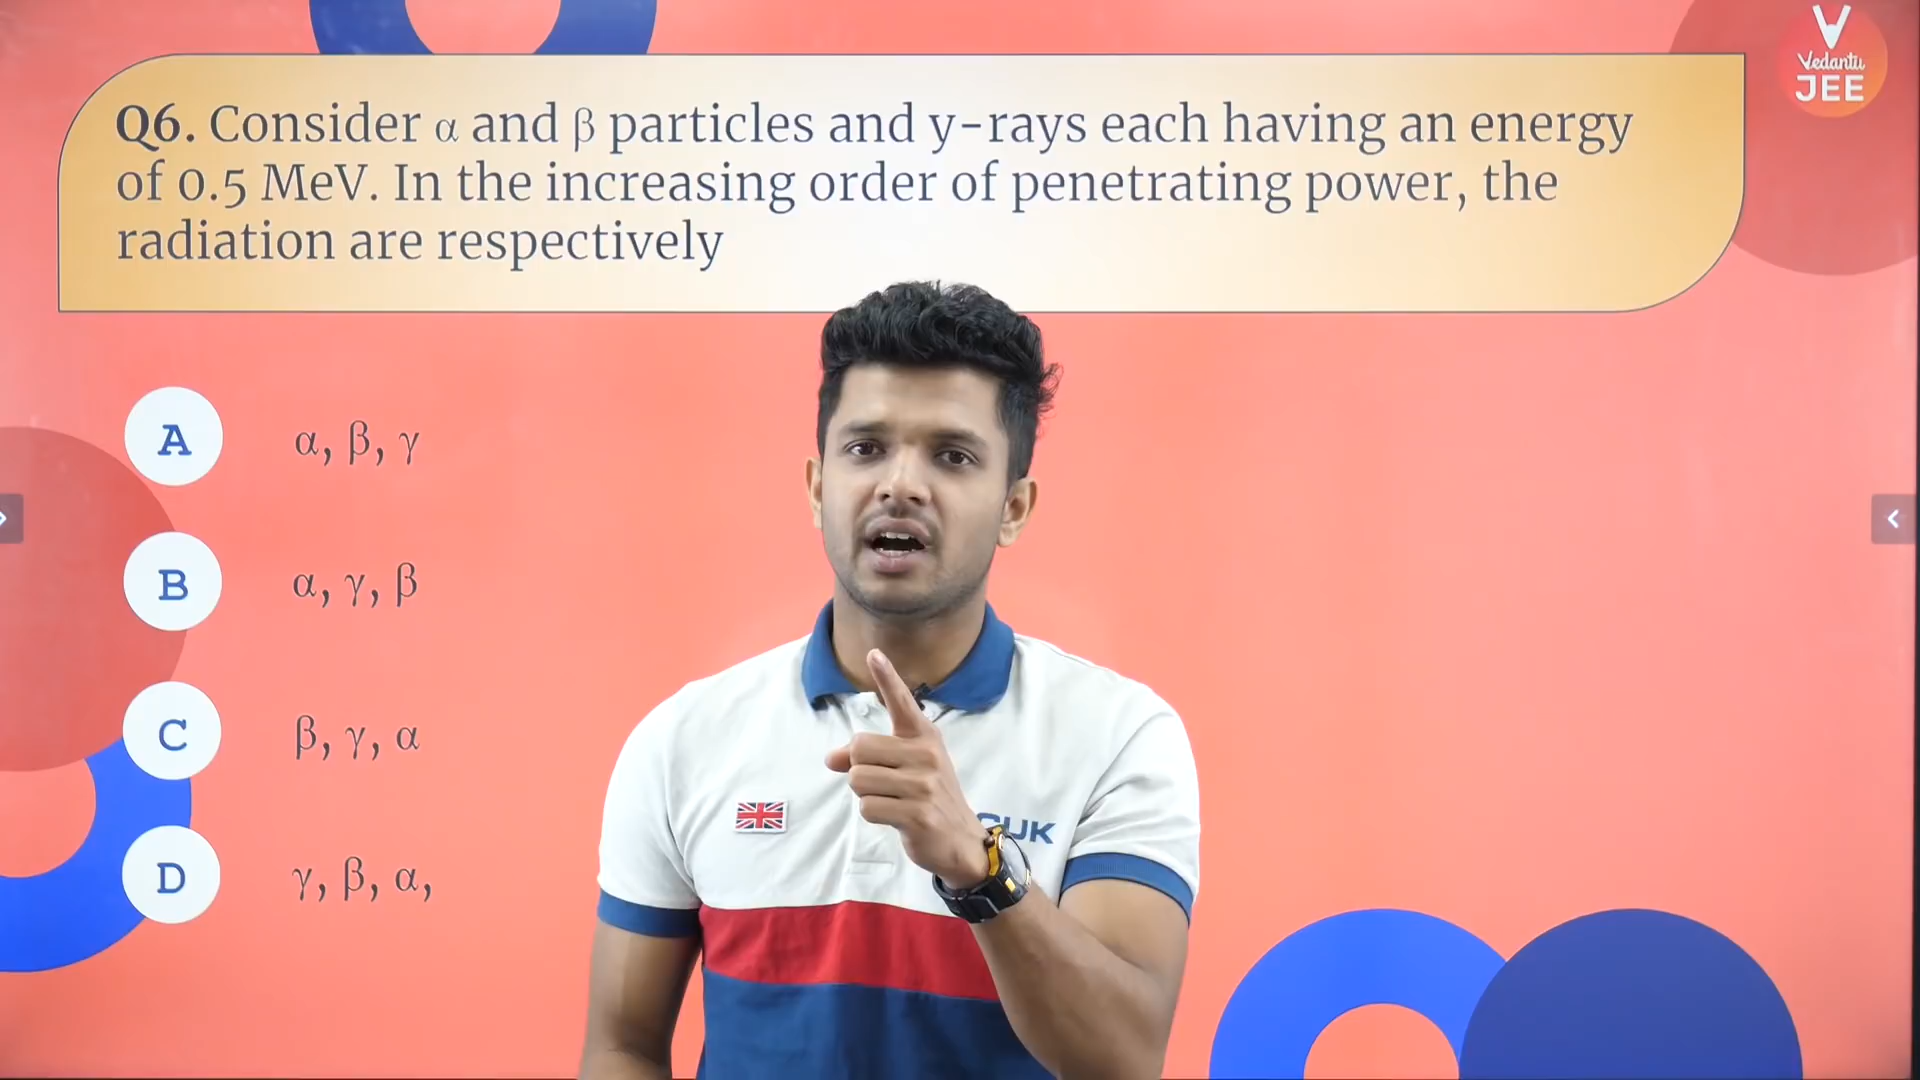 Vedantu
JEE
Q6. Consider α and β particles and y-rays each having an energy
of 0.5 MeV. In the increasing order of penetrating power, the
radiation are respectively
A α, β, γ
B α, γ, β
C β, γ, α
D γ, β, α,
UK